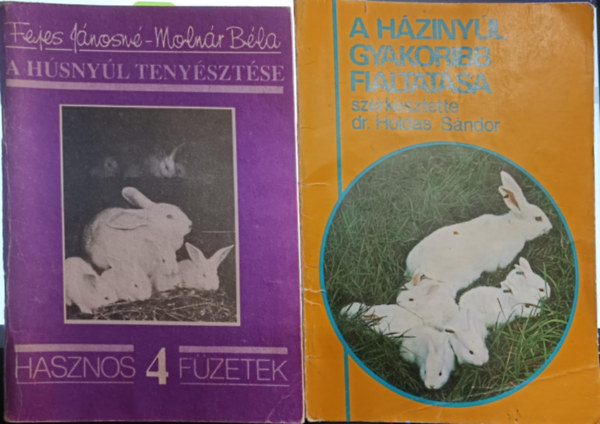 Fejes Jánosné-Molnár Béla
A HÚSNYÚL TENYÉSZTÉSE
HASZNOS 4 FÜZETEK
A HÁZINYÚL
GYAKORIBB
FIALTATÁSA
szerkesztette
dr. Holdas Sándor